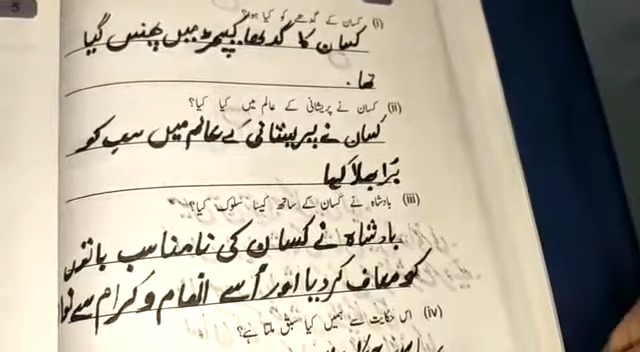 5
(i) کسان کے گدھے کو کیا ہوا؟
کسان کا گدھا کیچڑ میں پھنس گیا
تھا۔
(ii) کسان نے پریشانی کے عالم میں کیا کیا؟
کسان نے پریشانی کے عالم میں سب کو
بُرا بھلا کہا
(iii) بادشاہ نے کسان کے ساتھ کیسا سلوک کیا؟
بادشاہ نے کسان کی نامناسب باتوں
کو معاف کردیا اور اُسے انعام و کرام سے نوا
(iv) اس حکایت سے ہمیں کیا سبق ملتا ہے؟